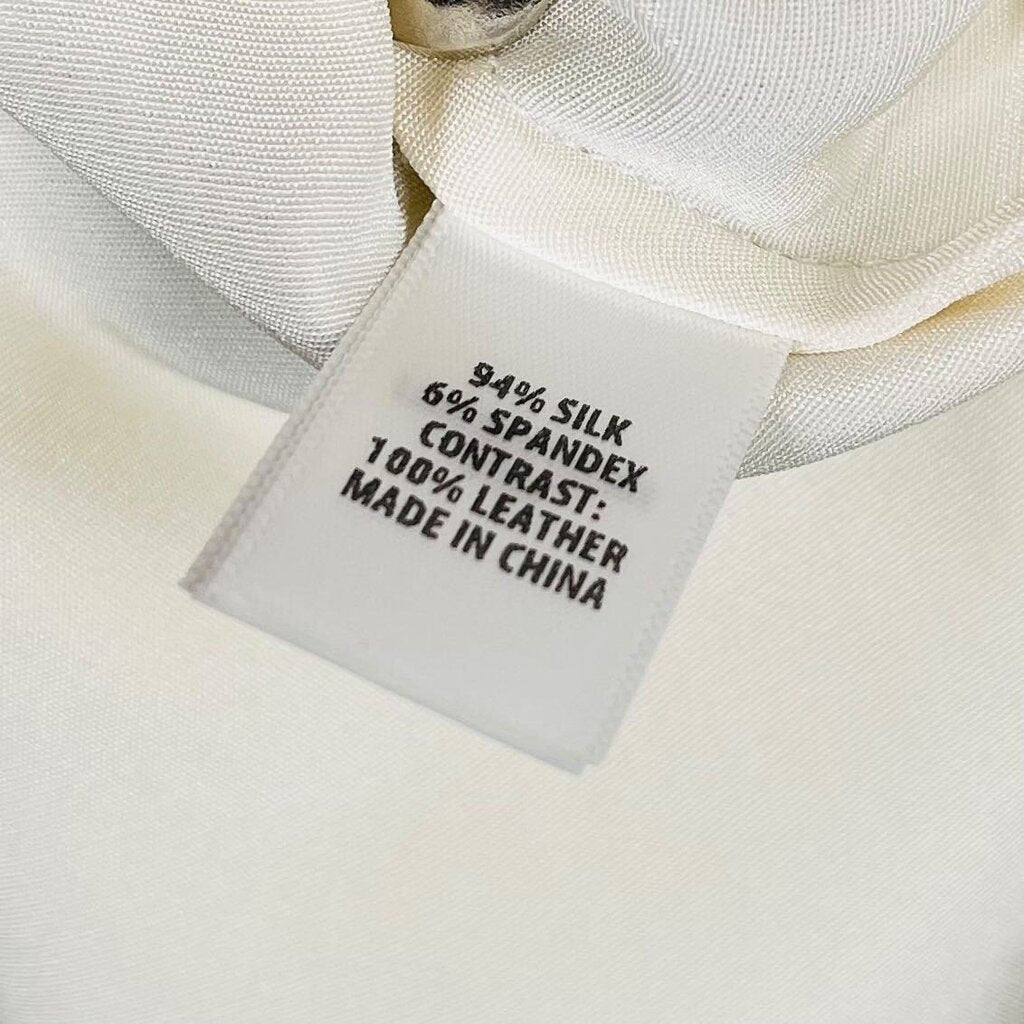 94% SILK
6% SPANDEX
CONTRAST:
100% LEATHER
MADE IN CHINA